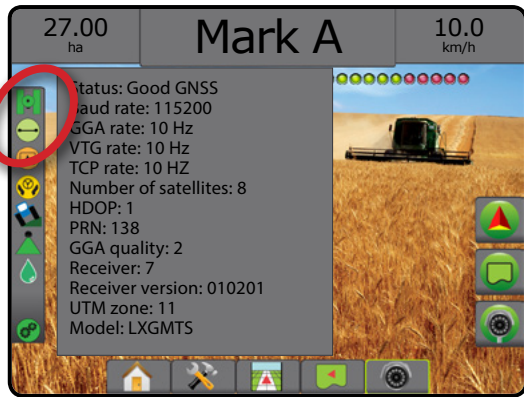 27.00
ha
Mark A
10.0
km/h
Status: Good GNSS
Baud rate: 115200
GGA rate: 10 Hz
VTG rate: 10 Hz
TCP rate: 10 HZ
Number of satellites: 8
HDOP: 1
PRN: 138
GGA quality: 2
Receiver: 7
Receiver version: 010201
UTM zone: 11
Model: LXGMTS